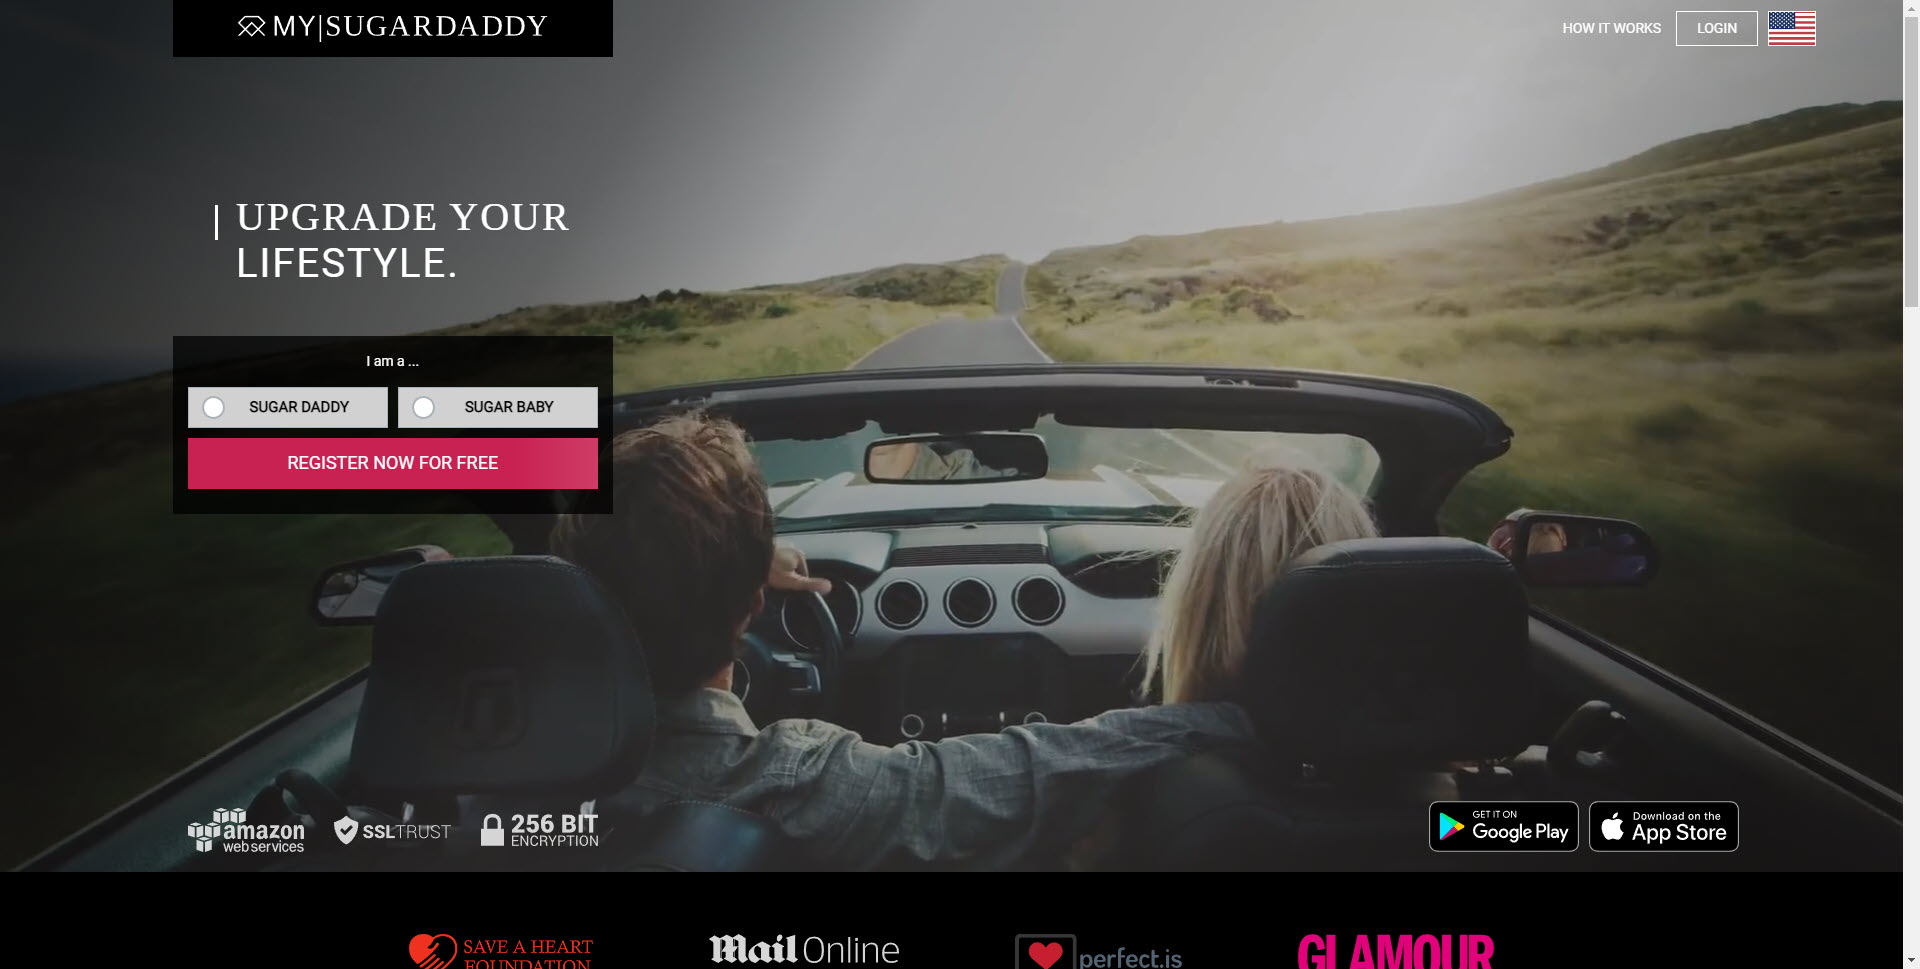 MY|SUGARDADDY
HOW IT WORKS
LOGIN
UPGRADE YOUR
LIFESTYLE.
I am a ...
SUGAR DADDY
SUGAR BABY
REGISTER NOW FOR FREE
amazon
web services
SSLTRUST
256 BIT
ENCRYPTION
GET IT ON
Google Play
Download on the
App Store
SAVE A HEART
FOUNDATION
Mail Online
perfect.is
GLAMOUR